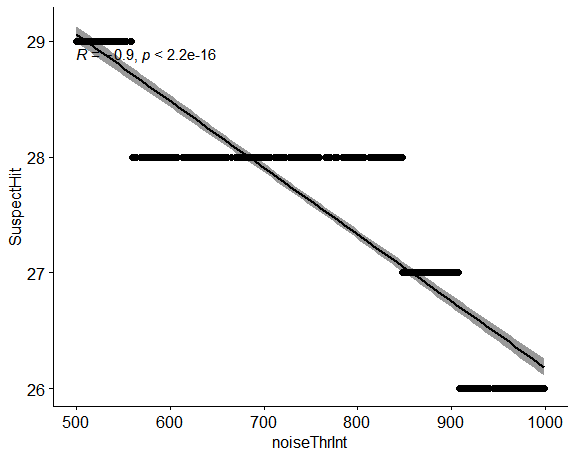 29
R = −0.9, p < 2.2e-16
28
SuspectHit
27
26
500 600 700 800 900 1000
noiseThrInt